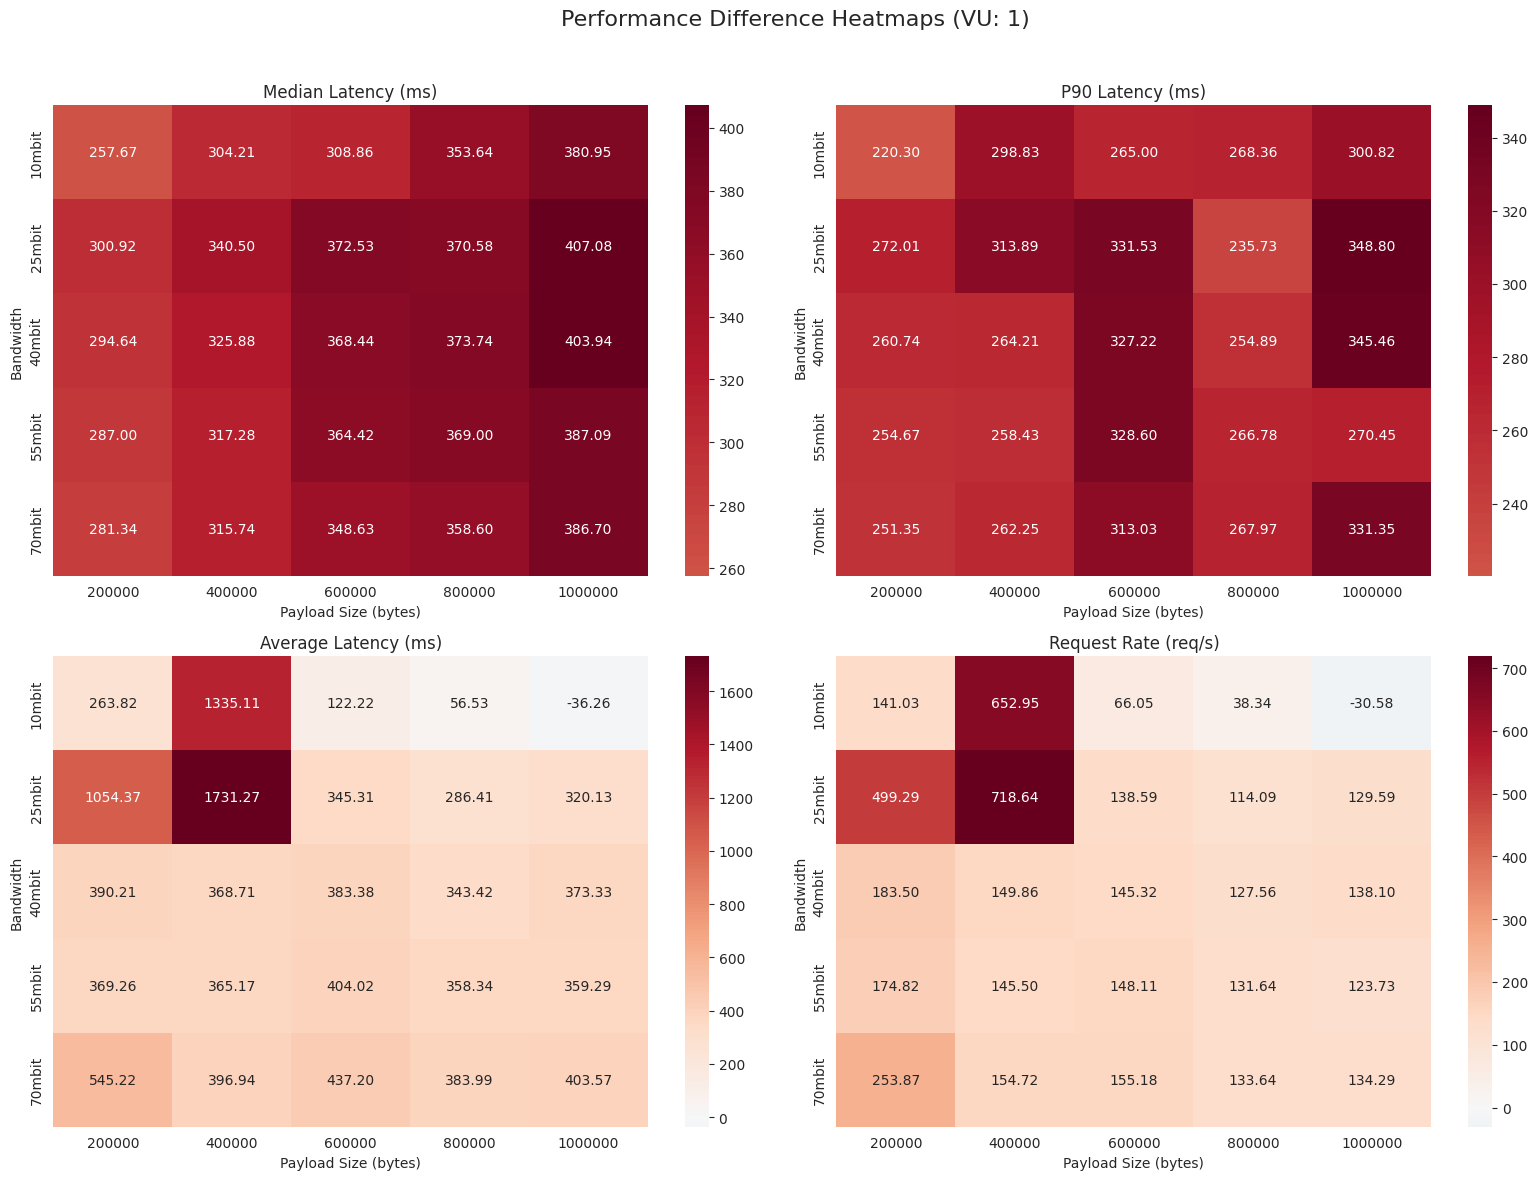 Performance Difference Heatmaps (VU: 1)
Median Latency (ms)
Bandwidth
10mbit 257.67 304.21 308.86 353.64 380.95
25mbit 300.92 340.50 372.53 370.58 407.08
40mbit 294.64 325.88 368.44 373.74 403.94
55mbit 287.00 317.28 364.42 369.00 387.09
70mbit 281.34 315.74 348.63 358.60 386.70
200000 400000 600000 800000 1000000
Payload Size (bytes)
400
380
360
340
320
300
280
260
P90 Latency (ms)
Bandwidth
10mbit 220.30 298.83 265.00 268.36 300.82
25mbit 272.01 313.89 331.53 235.73 348.80
40mbit 260.74 264.21 327.22 254.89 345.46
55mbit 254.67 258.43 328.60 266.78 270.45
70mbit 251.35 262.25 313.03 267.97 331.35
200000 400000 600000 800000 1000000
Payload Size (bytes)
340
320
300
280
260
240
Average Latency (ms)
Bandwidth
10mbit 263.82 1335.11 122.22 56.53 -36.26
25mbit 1054.37 1731.27 345.31 286.41 320.13
40mbit 390.21 368.71 383.38 343.42 373.33
55mbit 369.26 365.17 404.02 358.34 359.29
70mbit 545.22 396.94 437.20 383.99 403.57
200000 400000 600000 800000 1000000
Payload Size (bytes)
1600
1400
1200
1000
800
600
400
200
0
Request Rate (req/s)
Bandwidth
10mbit 141.03 652.95 66.05 38.34 -30.58
25mbit 499.29 718.64 138.59 114.09 129.59
40mbit 183.50 149.86 145.32 127.56 138.10
55mbit 174.82 145.50 148.11 131.64 123.73
70mbit 253.87 154.72 155.18 133.64 134.29
200000 400000 600000 800000 1000000
Payload Size (bytes)
700
600
500
400
300
200
100
0